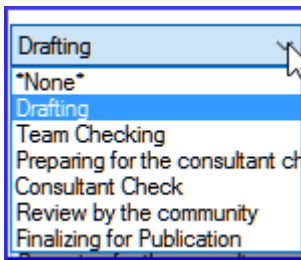 Drafting
*None*
Drafting
Team Checking
Preparing for the consultant ch
Consultant Check
Review by the community
Finalizing for Publication